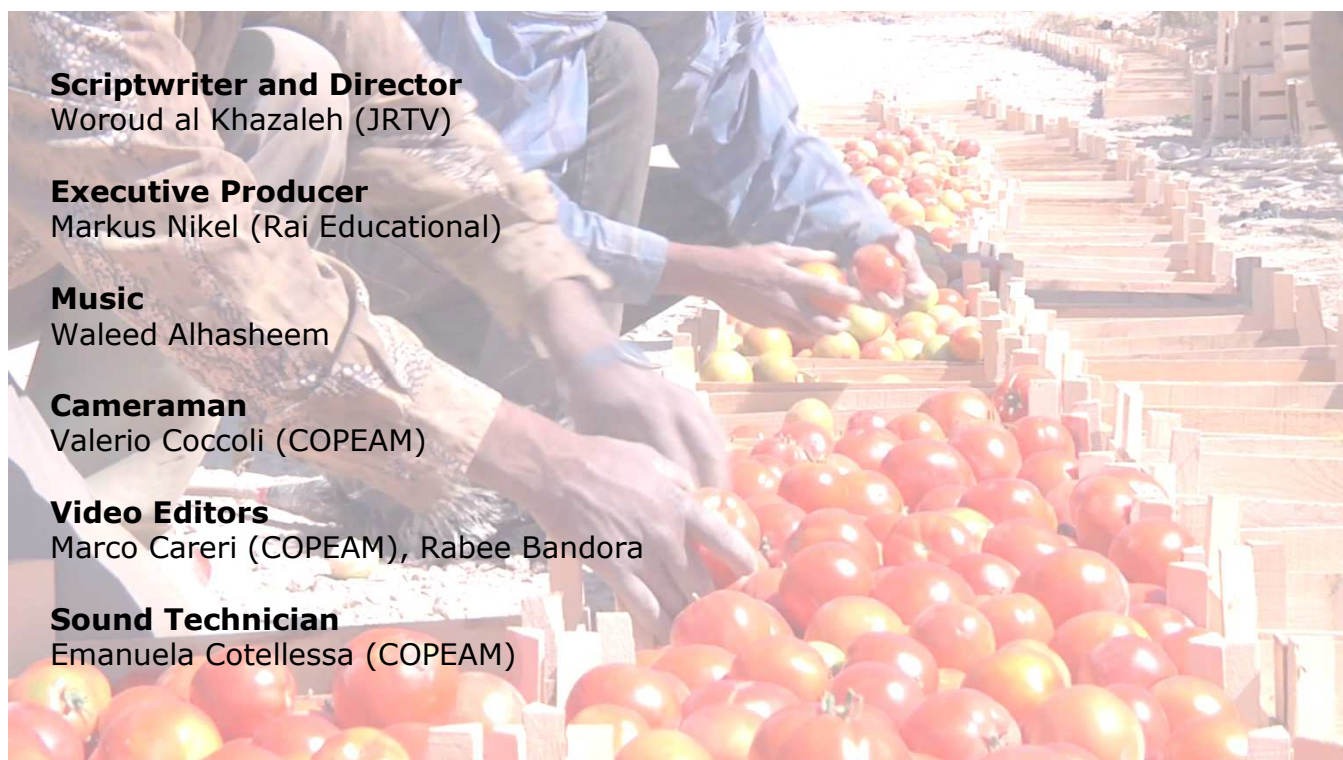 Scriptwriter and Director
Woroud al Khazaleh (JRTV)
Executive Producer
Markus Nikel (Rai Educational)
Music
Waleed Alhasheem
Cameraman
Valerio Coccoli (COPEAM)
Video Editors
Marco Careri (COPEAM), Rabee Bandora
Sound Technician
Emanuela Cotellessa (COPEAM)